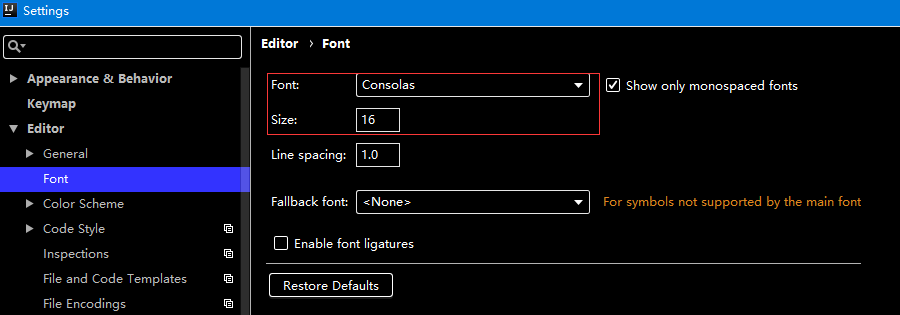 IJ Settings
Appearance & Behavior
Keymap
Editor
General
Font
Color Scheme
Code Style
Inspections
File and Code Templates
File Encodings
Editor › Font
Font: Consolas Show only monospaced fonts
Size: 16
Line spacing: 1.0
Fallback font: <None> For symbols not supported by the main font
Enable font ligatures
Restore Defaults